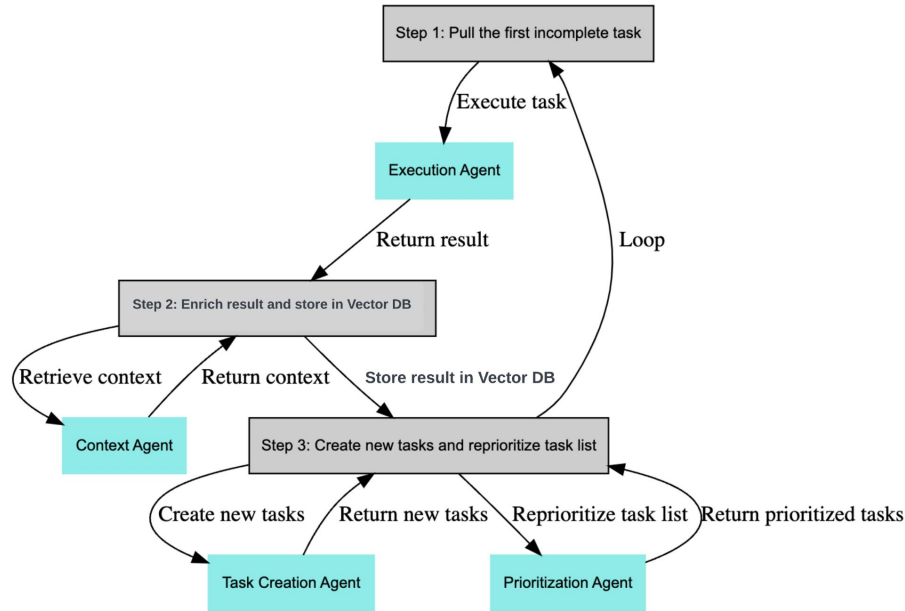 Step 1: Pull the first incomplete task
Execute task
Execution Agent
Return result
Loop
Step 2: Enrich result and store in Vector DB
Retrieve context
Return context
Store result in Vector DB
Context Agent
Step 3: Create new tasks and reprioritize task list
Create new tasks
Return new tasks
Reprioritize task list
Return prioritized tasks
Task Creation Agent
Prioritization Agent